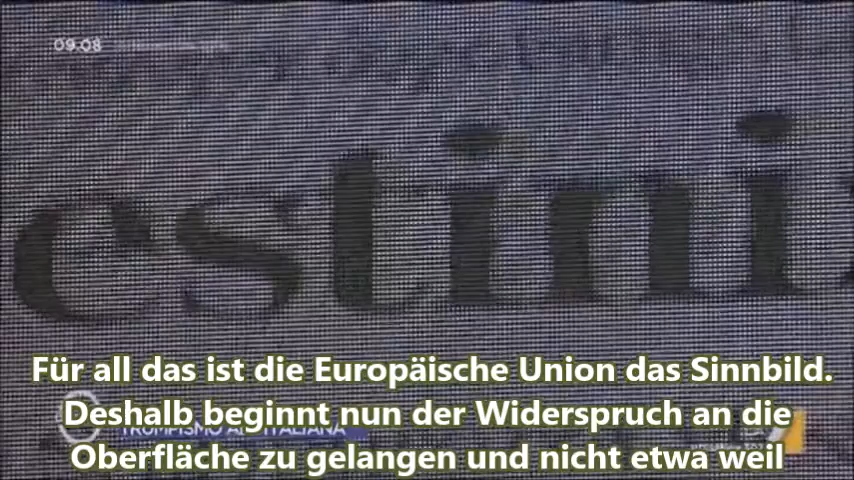 09.08
estini
Für all das ist die Europäische Union das Sinnbild.
Deshalb beginnt nun der Widerspruch an die
TRUMPISMO ALL'ITALIANA
Oberfläche zu gelangen und nicht etwa weil